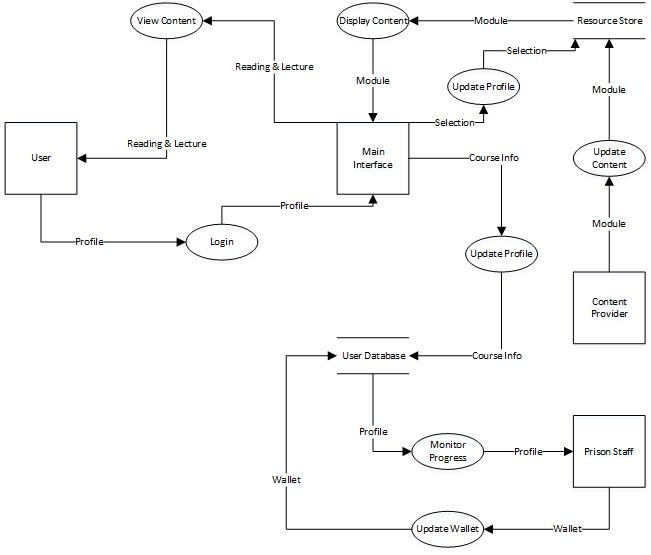 View Content
Display Content
Module
Resource Store
Selection
Reading & Lecture
Module
Update Profile
Module
Selection
Reading & Lecture
User
Main
Interface
Course Info
Update
Content
Profile
Module
Profile
Login
Update Profile
Content
Provider
User Database
Course Info
Profile
Monitor
Progress
Profile
Prison Staff
Wallet
Update Wallet
Wallet